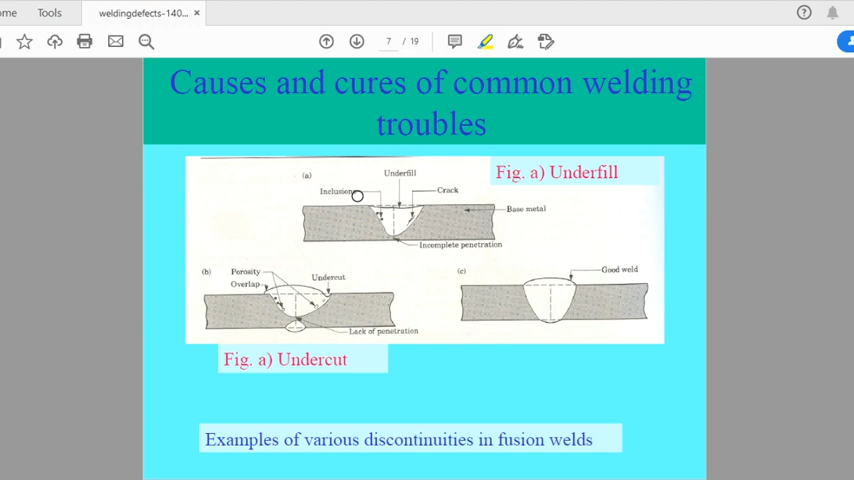 ome Tools weldingdefects-140... ×
7 / 19
Causes and cures of common welding
troubles
(a) Underfill
Fig. a) Underfill
Inclusions Crack
Base metal
Incomplete penetration
(b) Porosity Undercut
Overlap
(c) Good weld
Lack of penetration
Fig. a) Undercut
Examples of various discontinuities in fusion welds